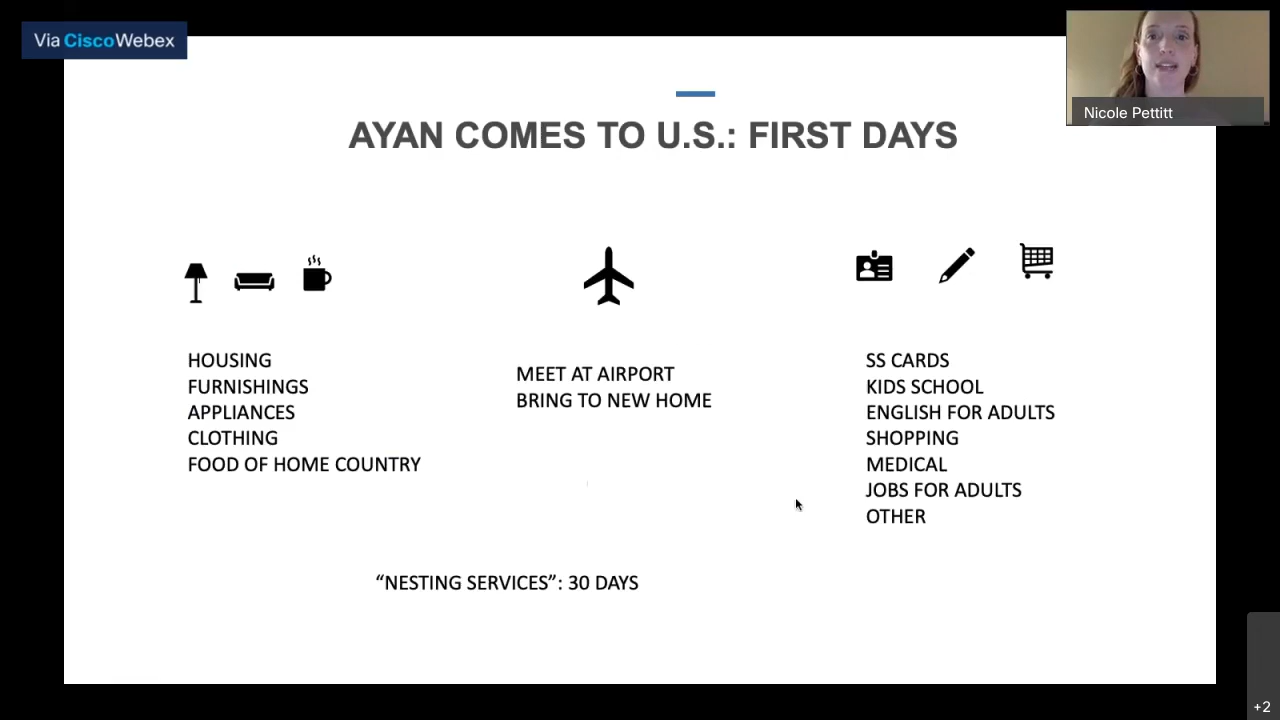 Via CiscoWebex
Nicole Pettitt
AYAN COMES TO U.S.: FIRST DAYS
HOUSING
FURNISHINGS
APPLIANCES
CLOTHING
FOOD OF HOME COUNTRY
MEET AT AIRPORT
BRING TO NEW HOME
SS CARDS
KIDS SCHOOL
ENGLISH FOR ADULTS
SHOPPING
MEDICAL
JOBS FOR ADULTS
OTHER
“NESTING SERVICES”: 30 DAYS
+2